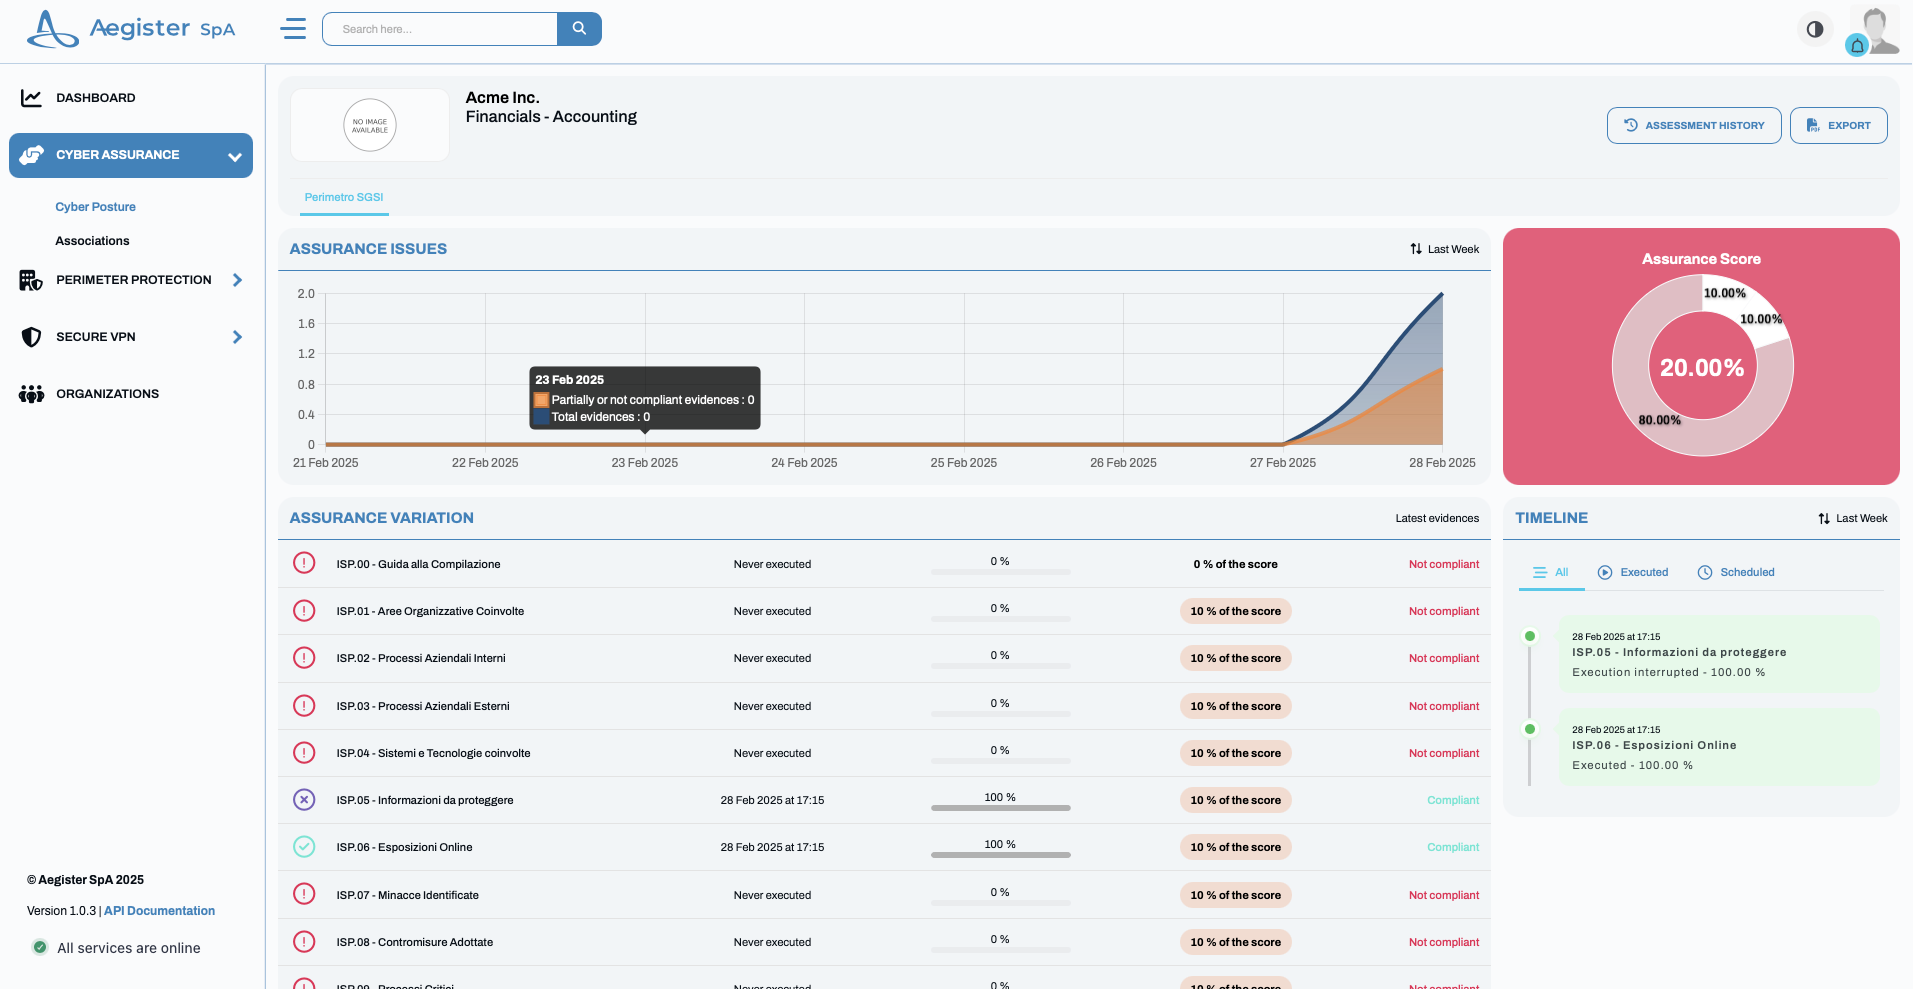 Aegister SpA
Search here...
DASHBOARD
CYBER ASSURANCE
Cyber Posture
Associations
PERIMETER PROTECTION
SECURE VPN
ORGANIZATIONS
© Aegister SpA 2025
Version 1.0.3 | API Documentation
All services are online
NO IMAGE
AVAILABLE
Acme Inc.
Financials - Accounting
ASSESSMENT HISTORY
PDF
EXPORT
Perimetro SGSI
ASSURANCE ISSUES
Last Week
2.0
1.6
1.2
0.8
0.4
0
23 Feb 2025
Partially or not compliant evidences : 0
Total evidences : 0
21 Feb 2025 22 Feb 2025 23 Feb 2025 24 Feb 2025 25 Feb 2025 26 Feb 2025 27 Feb 2025 28 Feb 2025
Assurance Score
10.00%
10.00%
20.00%
80.00%
ASSURANCE VARIATION
Latest evidences
ISP.00 - Guida alla Compilazione Never executed 0 % 0 % of the score Not compliant
ISP.01 - Aree Organizzative Coinvolte Never executed 0 % 10 % of the score Not compliant
ISP.02 - Processi Aziendali Interni Never executed 0 % 10 % of the score Not compliant
ISP.03 - Processi Aziendali Esterni Never executed 0 % 10 % of the score Not compliant
ISP.04 - Sistemi e Tecnologie coinvolte Never executed 0 % 10 % of the score Not compliant
ISP.05 - Informazioni da proteggere 28 Feb 2025 at 17:15 100 % 10 % of the score Compliant
ISP.06 - Esposizioni Online 28 Feb 2025 at 17:15 100 % 10 % of the score Compliant
ISP.07 - Minacce Identificate Never executed 0 % 10 % of the score Not compliant
ISP.08 - Contromisure Adottate Never executed 0 % 10 % of the score Not compliant
ISP.09 - Processi Critici Never executed 0 % 10 % of the score Not compliant
TIMELINE
Last Week
All
Executed
Scheduled
28 Feb 2025 at 17:15
ISP.05 - Informazioni da proteggere
Execution interrupted - 100.00 %
28 Feb 2025 at 17:15
ISP.06 - Esposizioni Online
Executed - 100.00 %